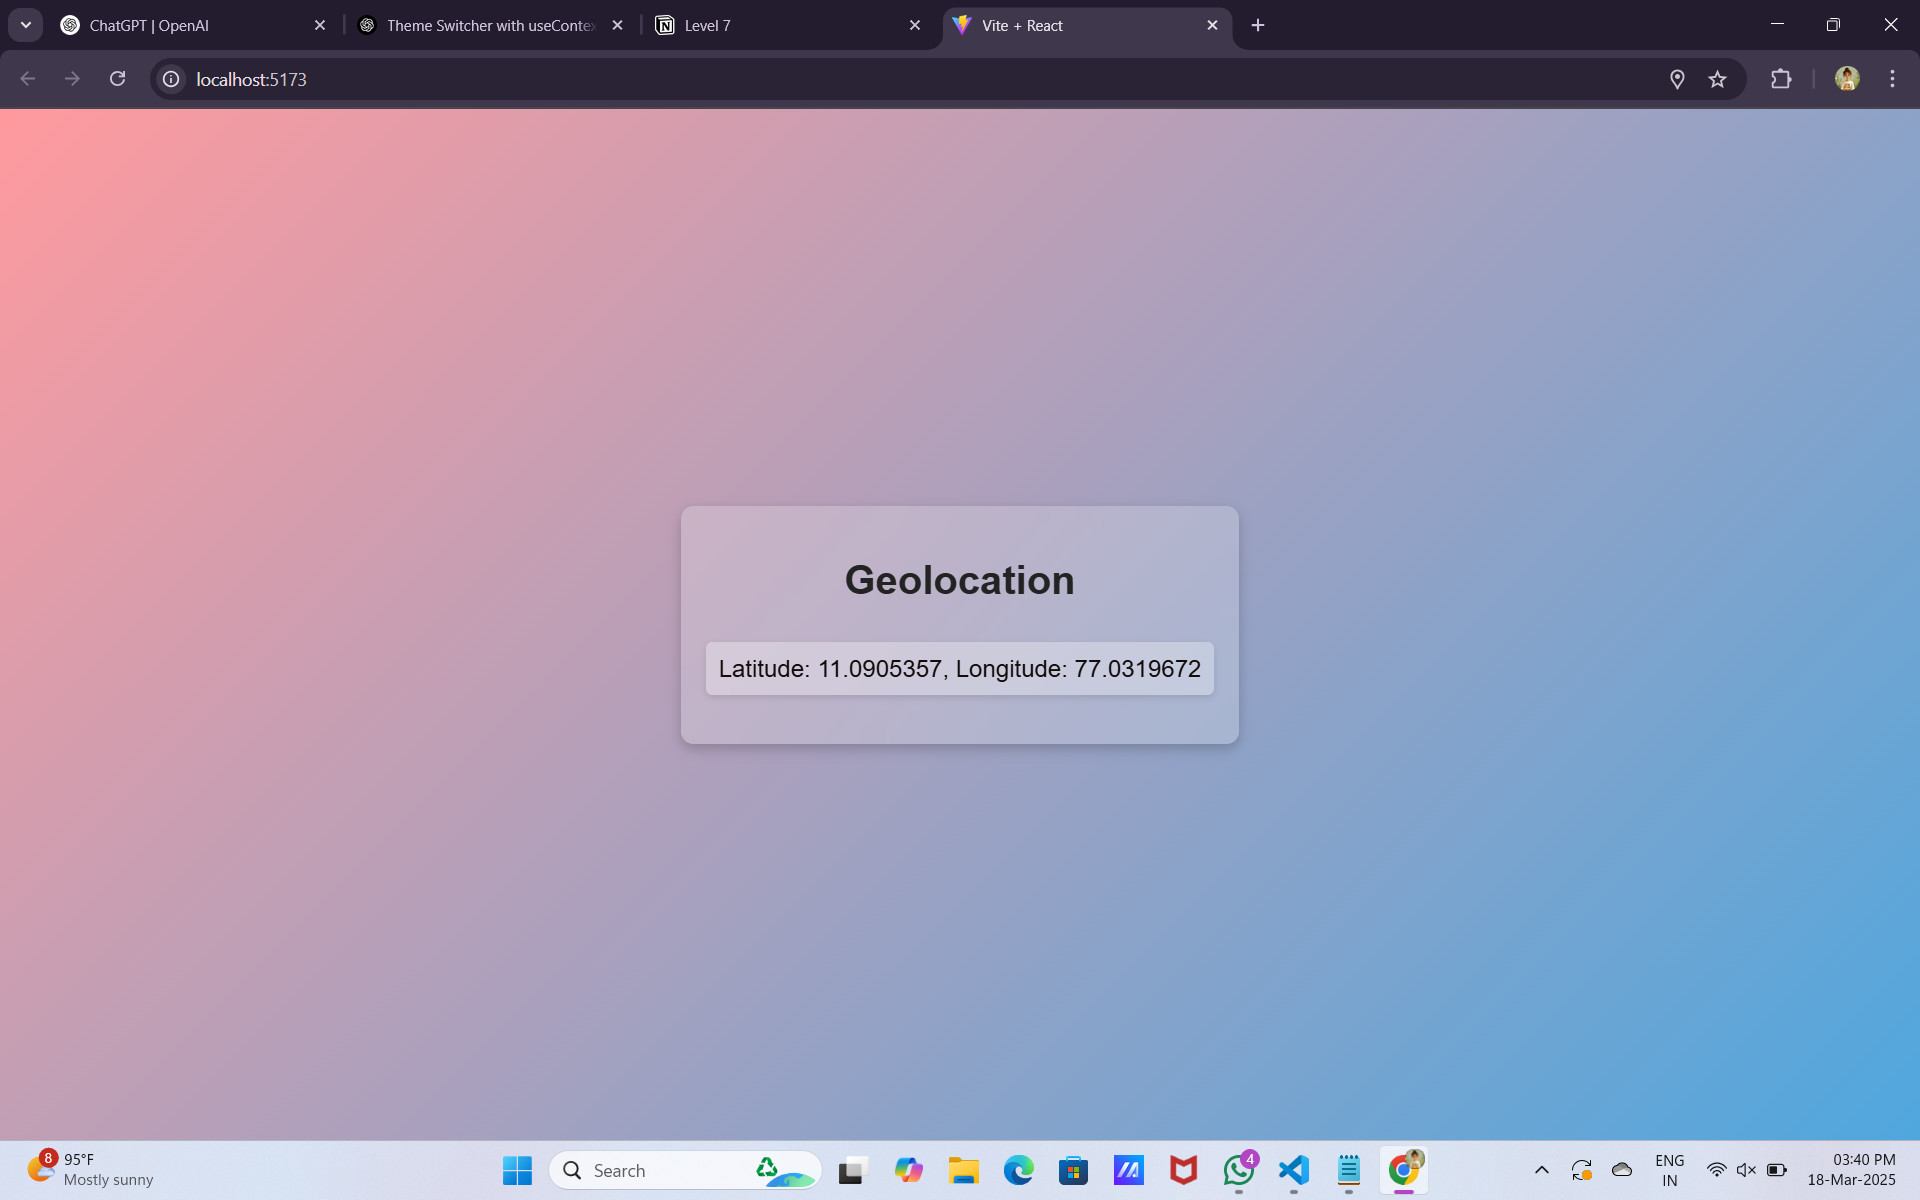 ChatGPT | OpenAI
Theme Switcher with useConte
Level 7
Vite + React
localhost:5173
Geolocation
Latitude: 11.0905357, Longitude: 77.0319672
8
95°F
Mostly sunny
Search
4
ENG
IN
03:40 PM
18-Mar-2025